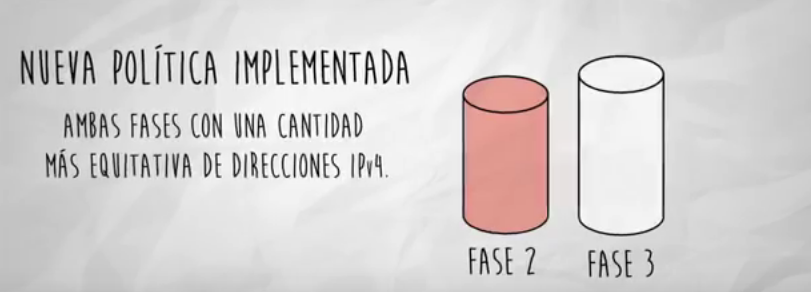 NUEVA POLÍTICA IMPLEMENTADA
AMBAS FASES CON UNA CANTIDAD
MÁS EQUITATIVA DE DIRECCIONES IPv4.
FASE 2
FASE 3